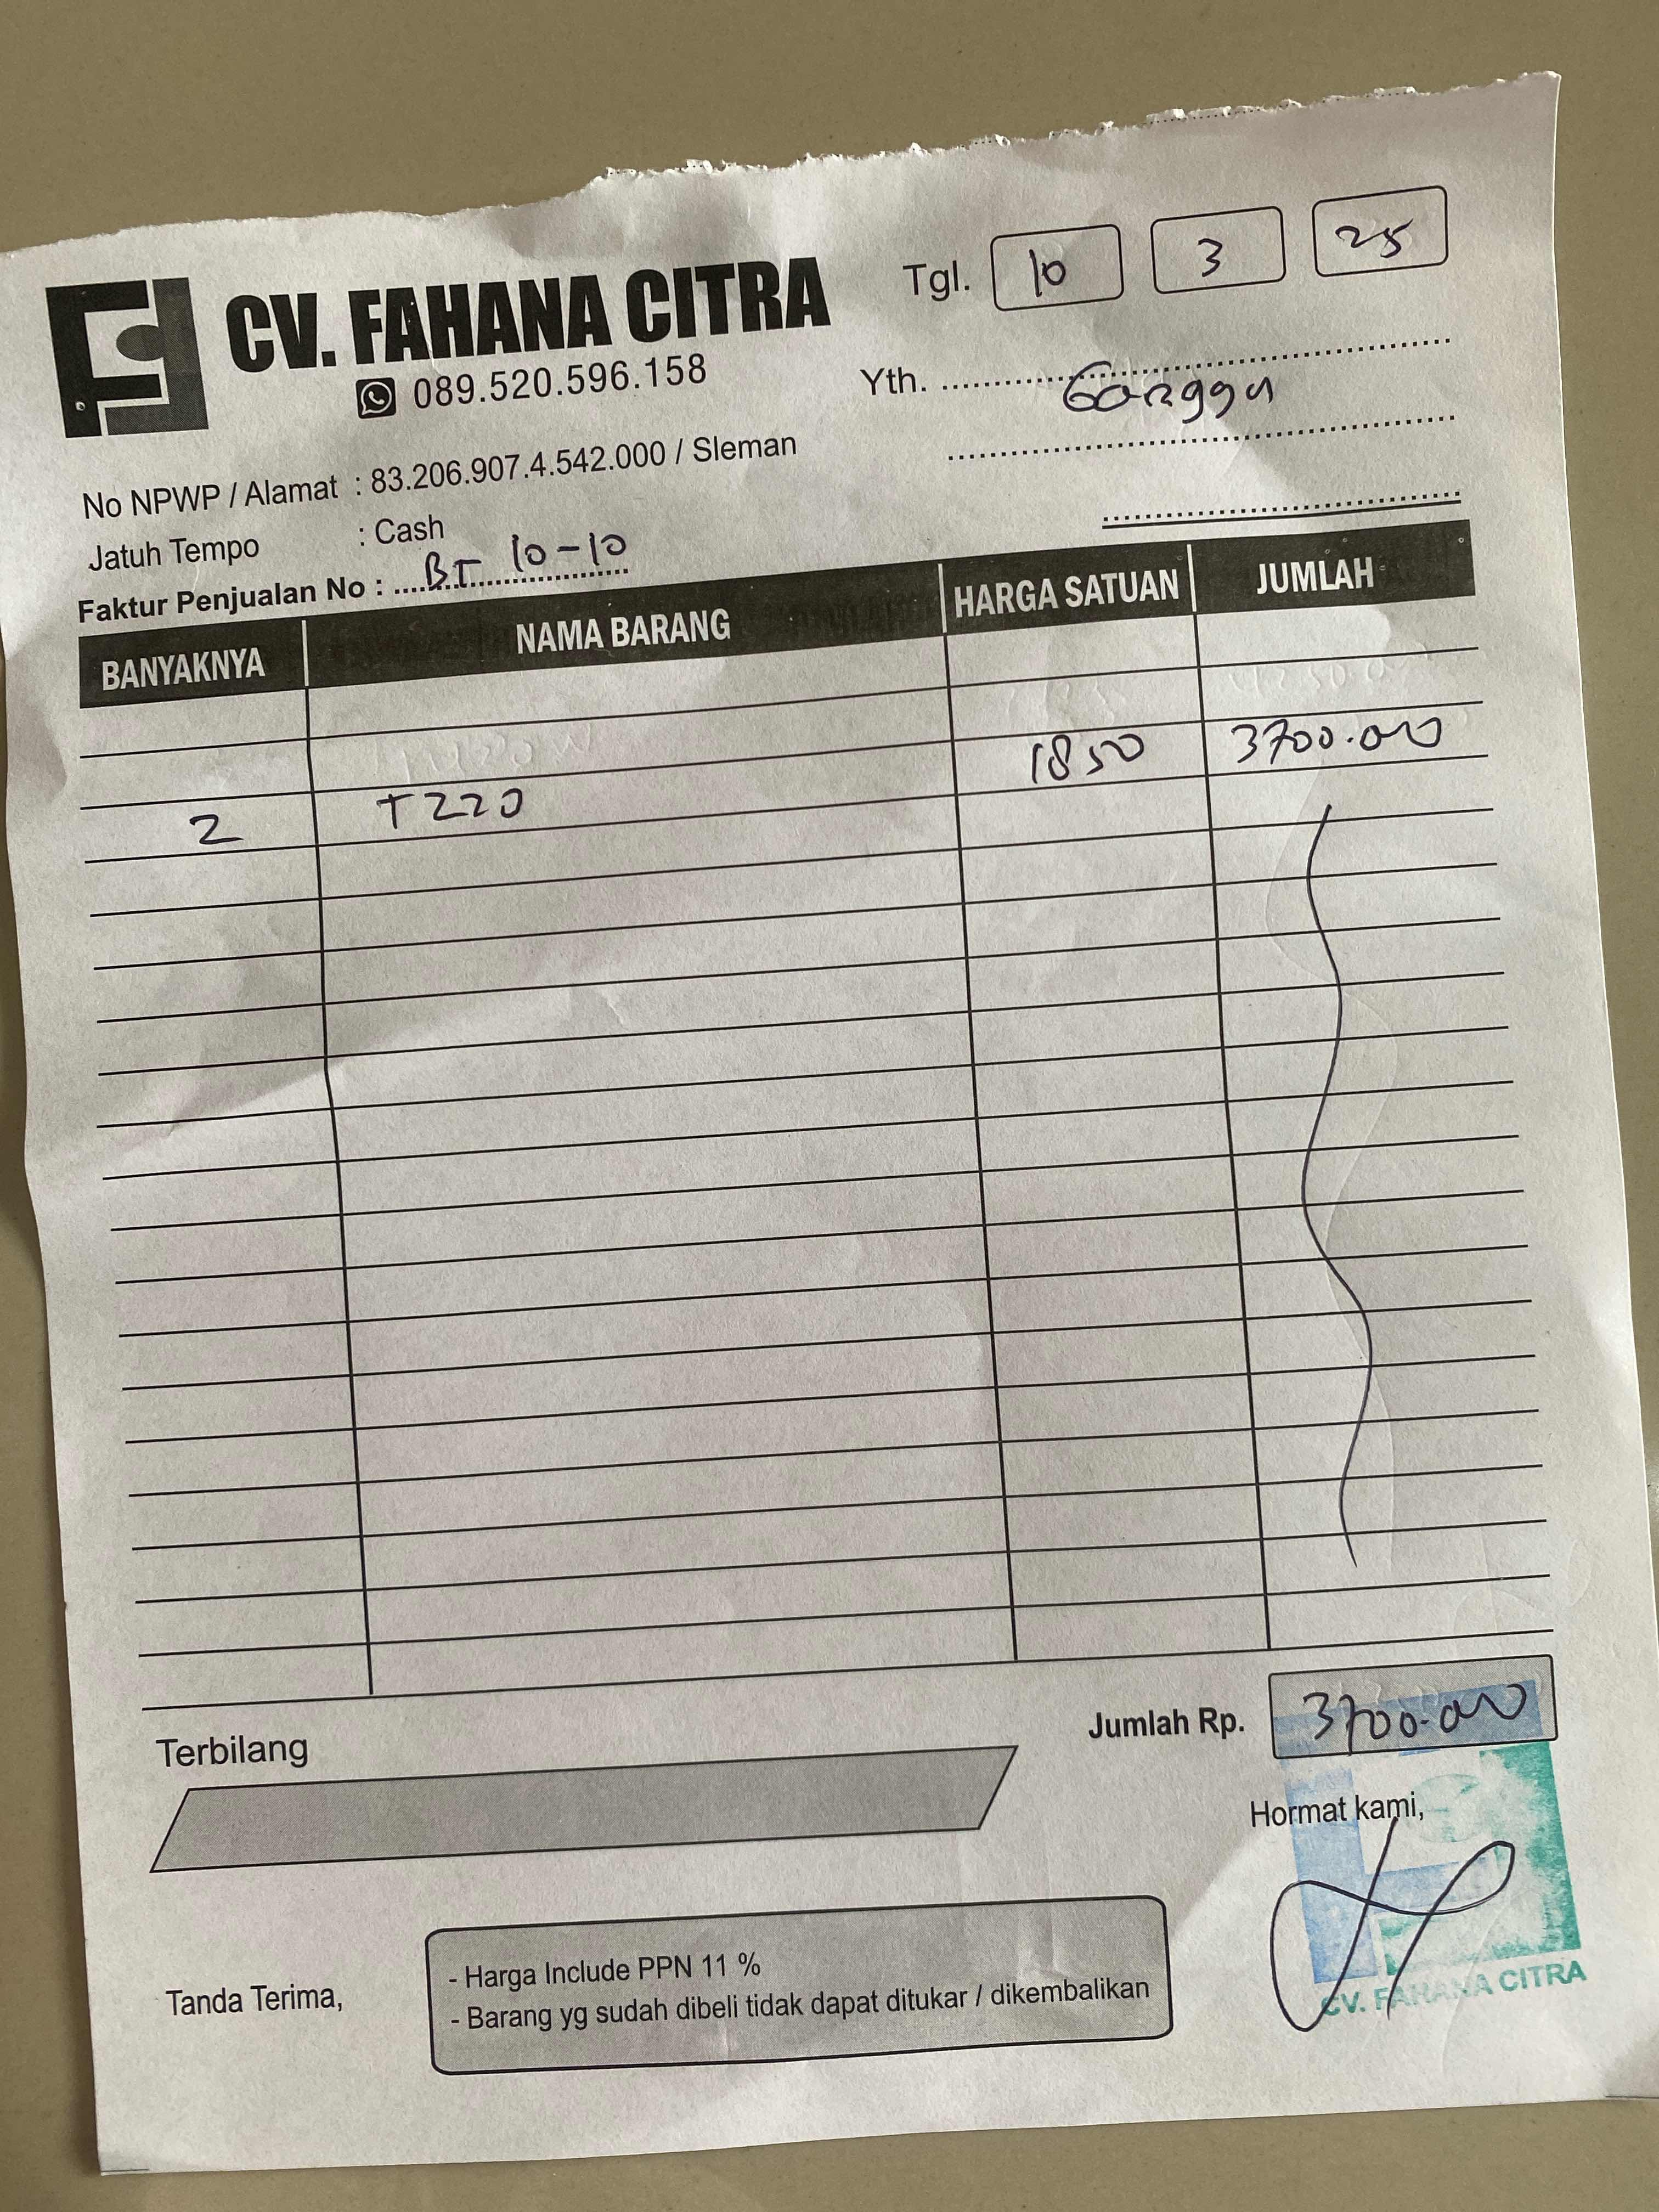 CV. FAHANA CITRA
089.520.596.158
Tgl. 10 3 25
Yth. Ganggu
No NPWP / Alamat : 83.206.907.4.542.000 / Sleman
Jatuh Tempo : Cash
Faktur Penjualan No : BT 10-10
BANYAKNYA NAMA BARANG HARGA SATUAN JUMLAH
2 T220 1850 3700.000
Jumlah Rp. 3700.000
Terbilang
Hormat kami,
CV. FAHANA CITRA
Tanda Terima,
- Harga Include PPN 11 %
- Barang yg sudah dibeli tidak dapat ditukar / dikembalikan